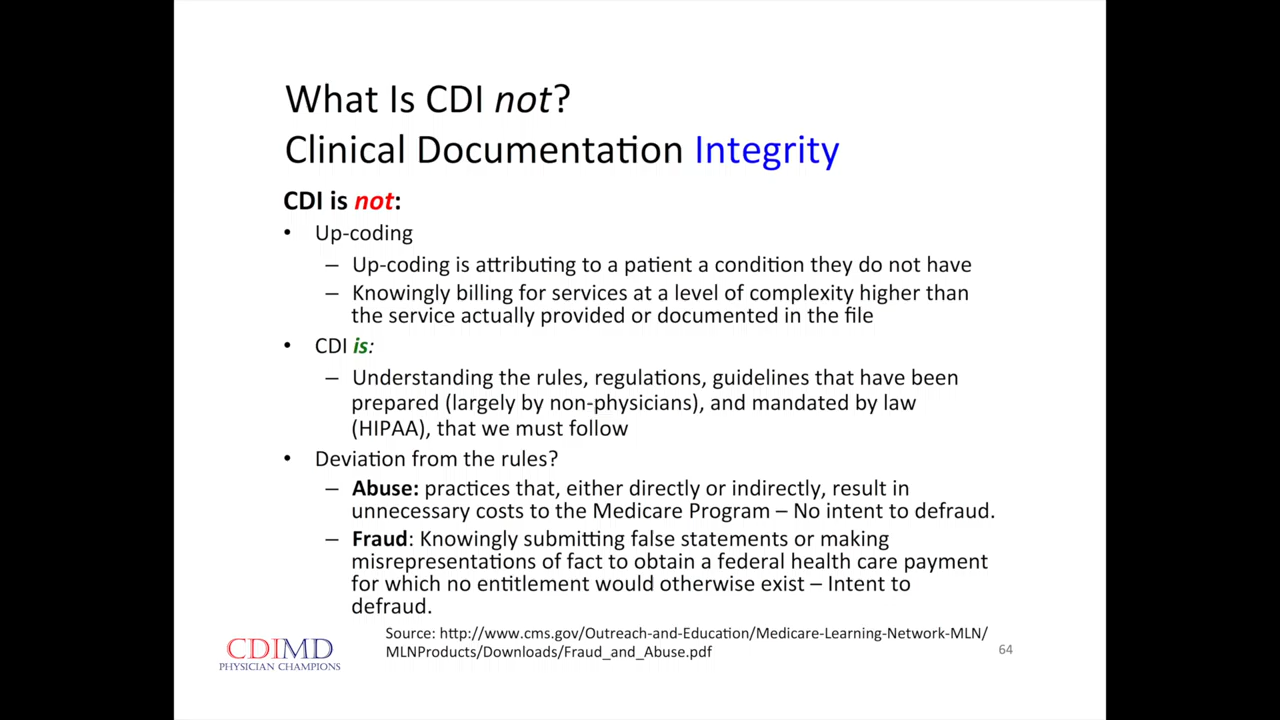 What Is CDI not?
Clinical Documentation Integrity
CDI is not:
• Up-coding
– Up-coding is attributing to a patient a condition they do not have
– Knowingly billing for services at a level of complexity higher than
the service actually provided or documented in the file
• CDI is:
– Understanding the rules, regulations, guidelines that have been
prepared (largely by non-physicians), and mandated by law
(HIPAA), that we must follow
• Deviation from the rules?
– Abuse: practices that, either directly or indirectly, result in
unnecessary costs to the Medicare Program – No intent to defraud.
– Fraud: Knowingly submitting false statements or making
misrepresentations of fact to obtain a federal health care payment
for which no entitlement would otherwise exist – Intent to
defraud.
Source: http://www.cms.gov/Outreach-and-Education/Medicare-Learning-Network-MLN/
MLNProducts/Downloads/Fraud_and_Abuse.pdf
CDIMD
PHYSICIAN CHAMPIONS
64